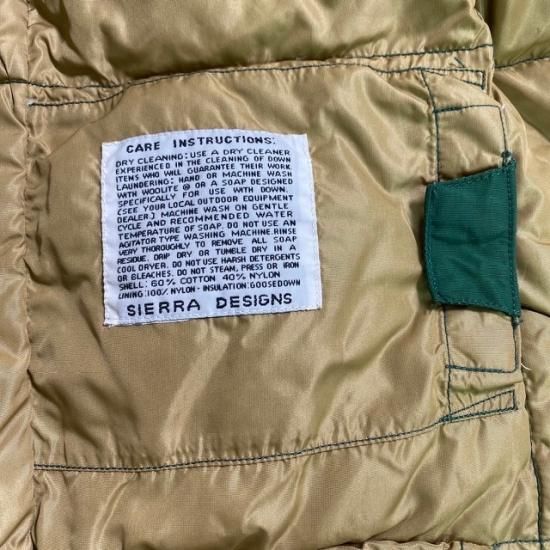 CARE INSTRUCTIONS:
DRY CLEANING: USE A DRY CLEANER
EXPERIENCED IN THE CLEANING OF DOWN
ITENS WHO WILL GUARANTEE THEIR WORK.
LAUNDERING: HAND OR MACHINE WASH
WITH WOOLITE ® OR A SOAP DESIGNED
SPECIFICALLY FOR USE WITH DOWN.
(SEE YOUR LOCAL OUTDOOR EQUIPMENT
DEALER.) MACHINE WASH ON GENTLE
CYCLE AND RECOMMENDED WATER
TEMPERATURE OF SOAP. DO NOT USE AN
AGITATOR TYPE WASHING MACHINE. RINSE
VERY THOROUGHLY TO REMOVE ALL SOAP
RESIDUE. DRIP DRY OR TUMBLE DRY IN A
COOL DRYER. DO NOT USE HARSH DETERGENTS
OR BLEACHES. DO NOT STEAM, PRESS OR IRON
SHELL: 60% COTTON 40% NYLON
LINING: 100% NYLON - INSULATION: GOOSEDOWN
SIERRA DESIGNS